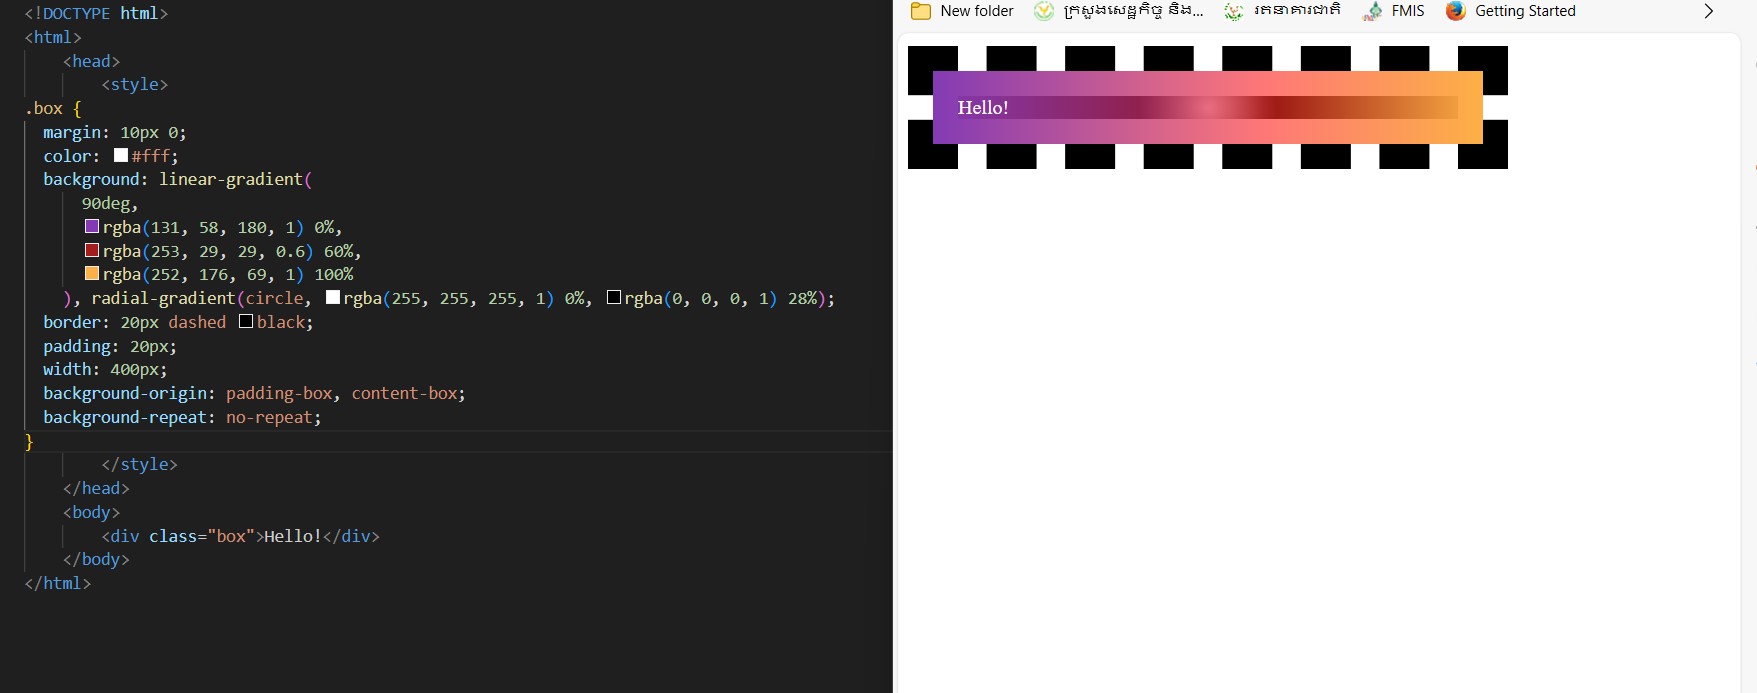 <!DOCTYPE html>
<html>
    <head>
        <style>
.box {
  margin: 10px 0;
  color: #fff;
  background: linear-gradient(
      90deg,
      rgba(131, 58, 180, 1) 0%,
      rgba(253, 29, 29, 0.6) 60%,
      rgba(252, 176, 69, 1) 100%
    ), radial-gradient(circle, rgba(255, 255, 255, 1) 0%, rgba(0, 0, 0, 1) 28%);
  border: 20px dashed black;
  padding: 20px;
  width: 400px;
  background-origin: padding-box, content-box;
  background-repeat: no-repeat;
}
        </style>
    </head>
    <body>
        <div class="box">Hello!</div>
    </body>
</html>
New folder ក្រសួងសេដ្ឋកិច្ច និង... រតនាគារជាតិ FMIS Getting Started
Hello!